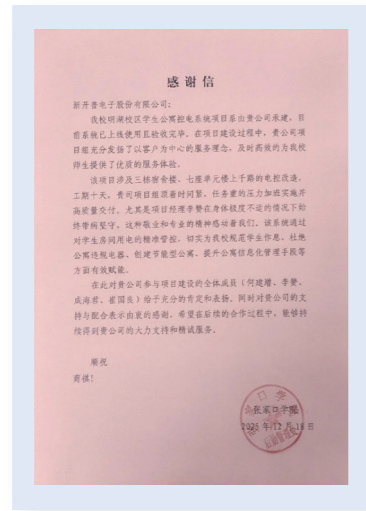 感谢信
新开普电子股份有限公司：
我校明湖校区学生公寓控电系统项目系由贵公司承建，目
前系统已上线使用且验收完毕。在项目建设过程中，贵公司项
目组充分发扬了以客户为中心的服务理念，及时高效的为我校
师生提供了优质的服务体验。
该项目涉及三栋宿舍楼、七座单元楼上千路的电控改造，
工期十天，贵司项目组顶着时间紧、任务重的压力加班实施并
高质量交付。尤其是项目经理李赞在身体极度不适的情况下始
终带病坚守，这种敬业和专业的精神感动着我们。该系统通过
对学生房间用电的精准管控，切实为我校规范学生作息、杜绝
公寓违规电器、创建节能型公寓、提升公寓信息化管理手段等
方面有效赋能。
在此对贵公司参与项目建设的全体成员（何建增、李赞、
成海，崔国）给予充分的肯定和表扬，同时对贵公司的支
持与配合表示由衷的感谢，希望在后续的合作过程中，能够持
续得到贵公司的大力支持和精诚服务。
顺祝
商祺！
张家口学院
2025 年 12 月 18 日